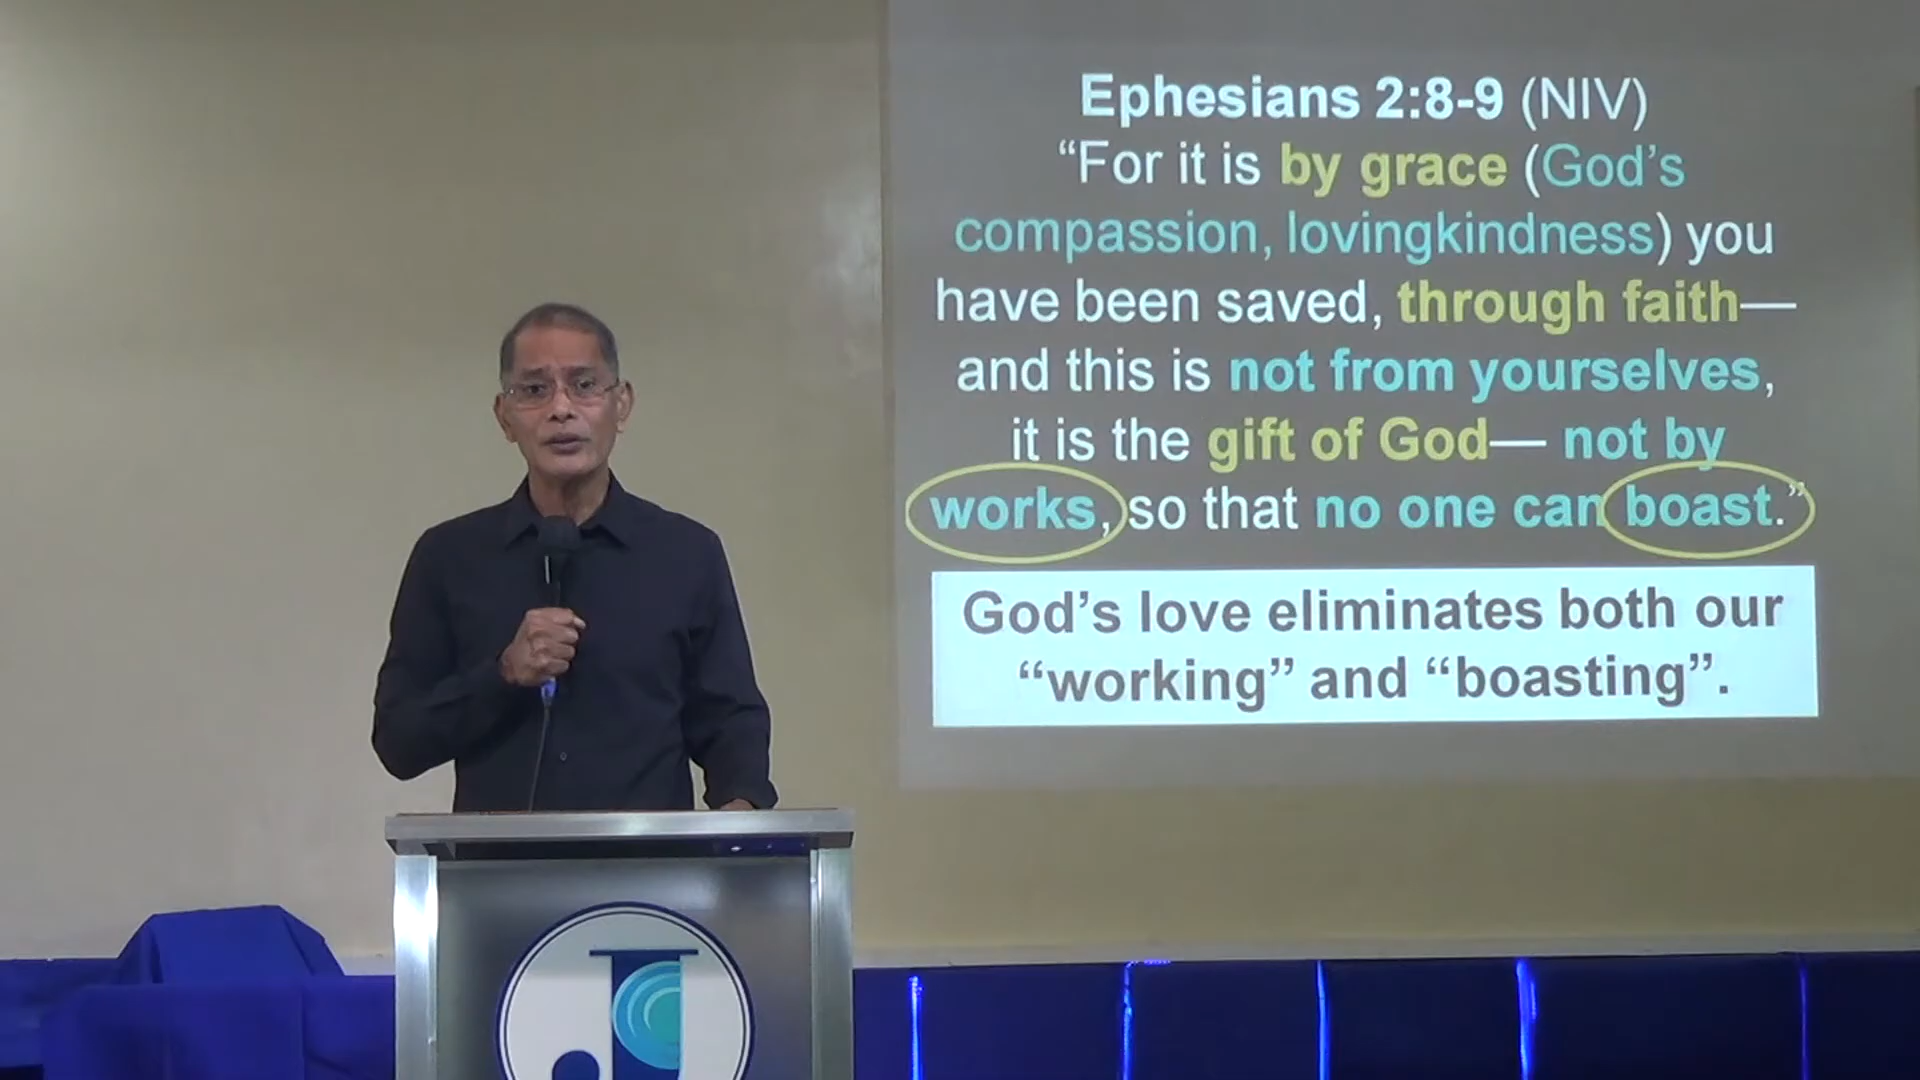 Ephesians 2:8-9 (NIV)
“For it is by grace (God’s
compassion, lovingkindness) you
have been saved, through faith—
and this is not from yourselves,
it is the gift of God— not by
works, so that no one can boast.”
God’s love eliminates both our
“working” and “boasting”.